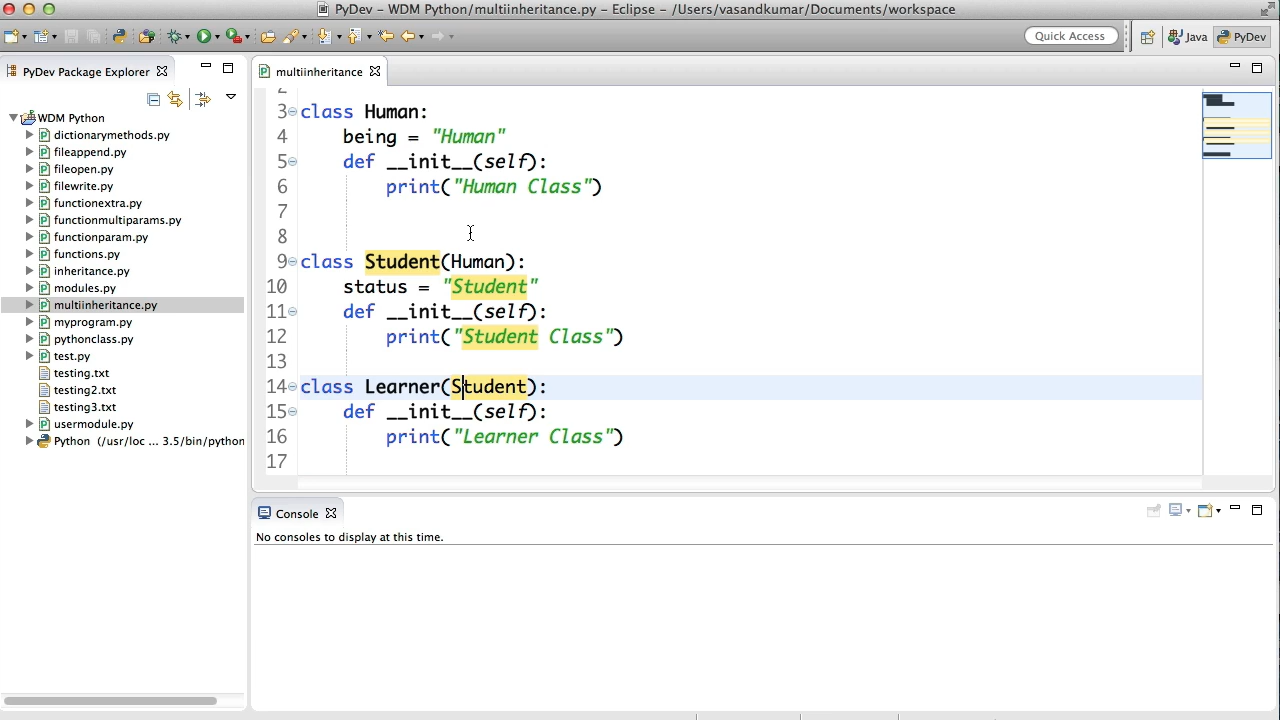 PyDev - WDM Python/multiinheritance.py - Eclipse - /Users/vasandkumar/Documents/workspace
Quick Access
Java
PyDev
PyDev Package Explorer
WDM Python
dictionarymethods.py
fileappend.py
fileopen.py
filewrite.py
functionextra.py
functionmultiparams.py
functionparam.py
functions.py
inheritance.py
modules.py
multiinheritance.py
myprogram.py
pythonclass.py
test.py
testing.txt
testing2.txt
testing3.txt
usermodule.py
Python (/usr/loc ... 3.5/bin/python
multiinheritance
2
3 class Human:
4 being = "Human"
5 def __init__(self):
6 print("Human Class")
7
8
9 class Student(Human):
10 status = "Student"
11 def __init__(self):
12 print("Student Class")
13
14 class Learner(Student):
15 def __init__(self):
16 print("Learner Class")
17
Console
No consoles to display at this time.